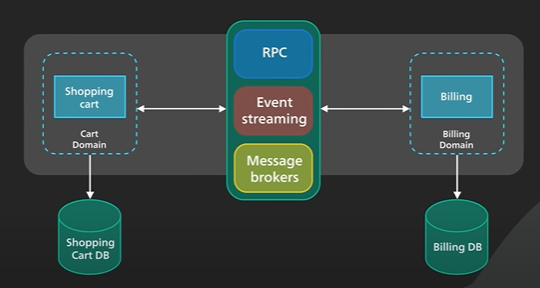 RPC
Shopping
cart
Event
streaming
Billing
Cart
Domain
Billing
Domain
Message
brokers
Shopping
Cart DB
Billing DB